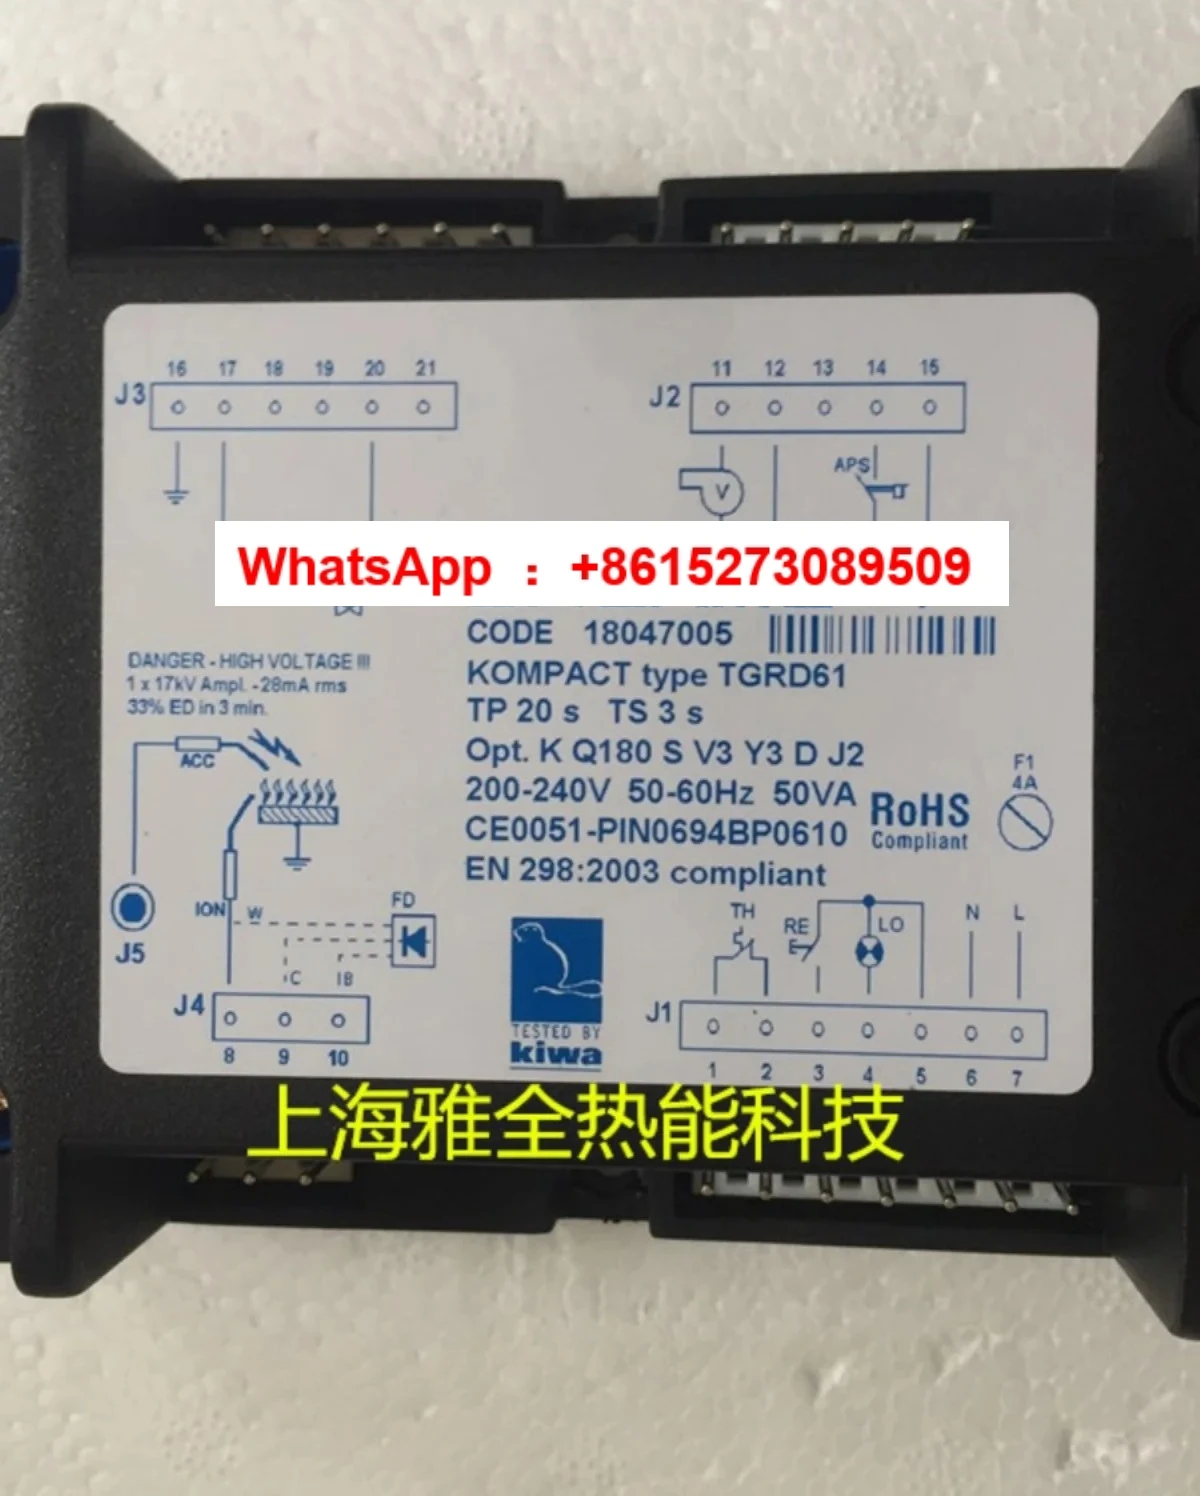 16 17 18 19 20 21
J3
11 12 13 14 15
J2
V
APS
WhatsApp ：+8615273089509
CODE 18047005
KOMPACT type TGRD61
TP 20 s TS 3 s
Opt. K Q180 S V3 Y3 D J2
200-240V 50-60Hz 50VA
CE0051-PIN0694BP0610
EN 298:2003 compliant
RoHS
Compliant
F1
4A
DANGER - HIGH VOLTAGE !!!
1 x 17kV Ampl. -28mA rms
33% ED in 3 min.
ACC
J5
ION
W
FD
C
IB
J4
8 9 10
TESTED BY
kiwa
TH
RE
LO
N
L
J1
1 2 3 4 5 6 7
上海雅全热能科技